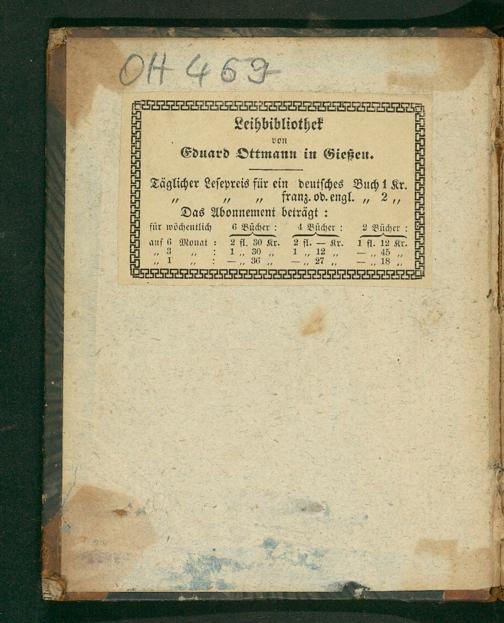 OH 469
Leihbibliothek
von
Eduard Ottmann in Gießen.
Täglicher Lesepreis für ein deutsches Buch 1 Kr.
„ „ „ franz. od. engl. „ 2 „
Das Abonnement beträgt :
für wöchentlich 6 Bücher : 4 Bücher : 2 Bücher :
auf 6 Monat : 2 fl. 30 Kr. 2 fl. — Kr. 1 fl. 12 Kr.
„ 3 „ : 1 „ 30 „ 1 „ 12 „ — „ 45 „
„ 1 „ : — „ 36 „ — „ 27 „ — „ 18 „